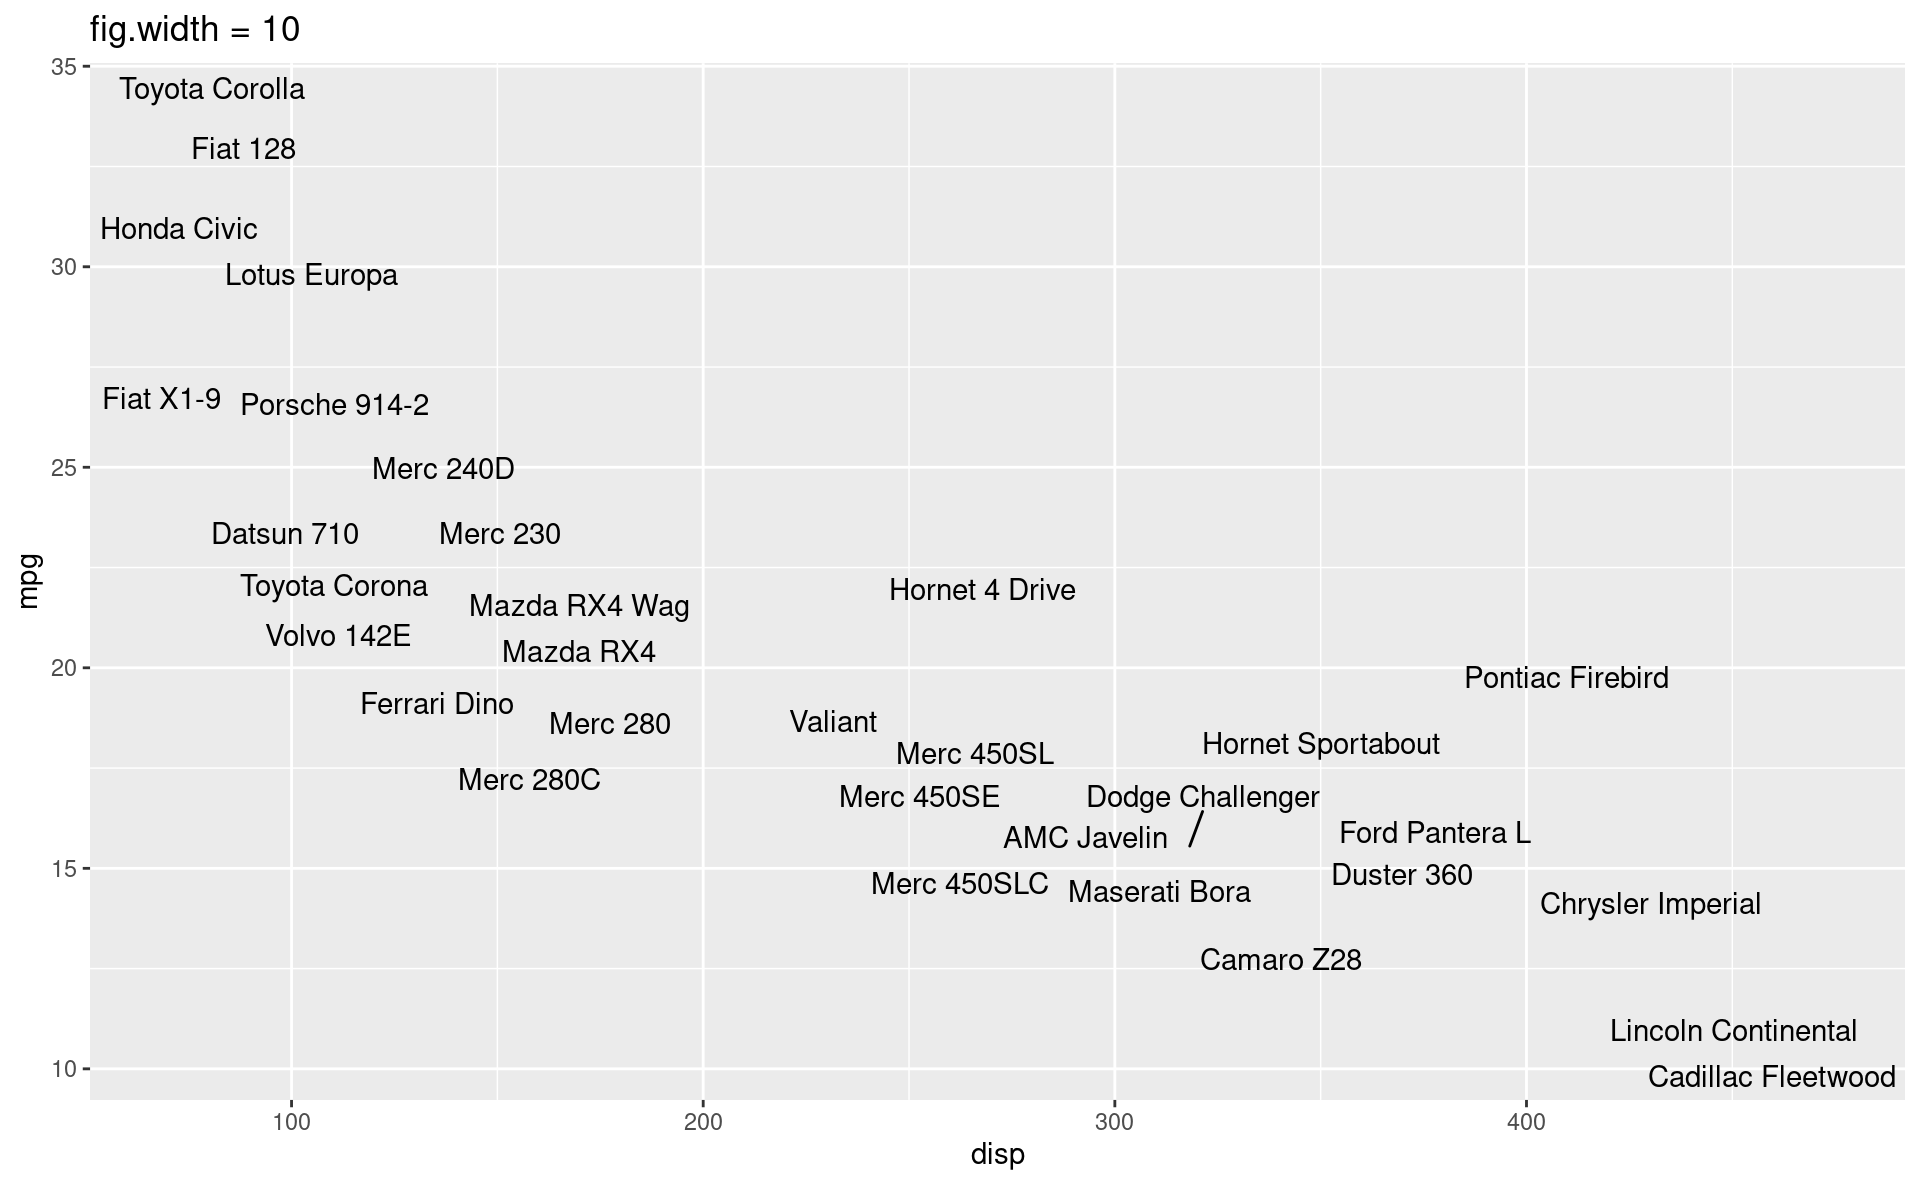 fig.width = 10
35
Toyota Corolla
Fiat 128
Honda Civic
30
Lotus Europa
Fiat X1-9 Porsche 914-2
25
Merc 240D
Datsun 710 Merc 230
mpg
Toyota Corona Hornet 4 Drive
Mazda RX4 Wag
Volvo 142E
Mazda RX4
20
Pontiac Firebird
Ferrari Dino
Merc 280 Valiant
Hornet Sportabout
Merc 450SL
Merc 280C
Merc 450SE Dodge Challenger
AMC Javelin Ford Pantera L
15
Duster 360
Merc 450SLC Maserati Bora
Chrysler Imperial
Camaro Z28
Lincoln Continental
10
Cadillac Fleetwood
100 200 300 400
disp